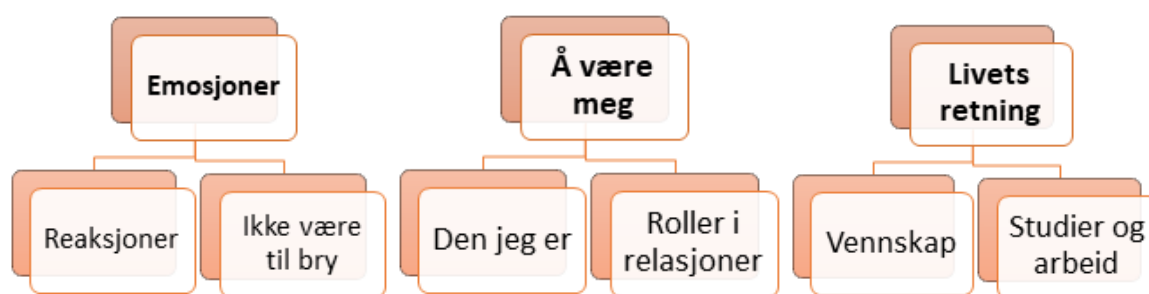 Emosjoner
Å være
meg
Livets
retning
Reaksjoner
Ikke være
til bry
Den jeg er
Roller i
relasjoner
Vennskap
Studier og
arbeid